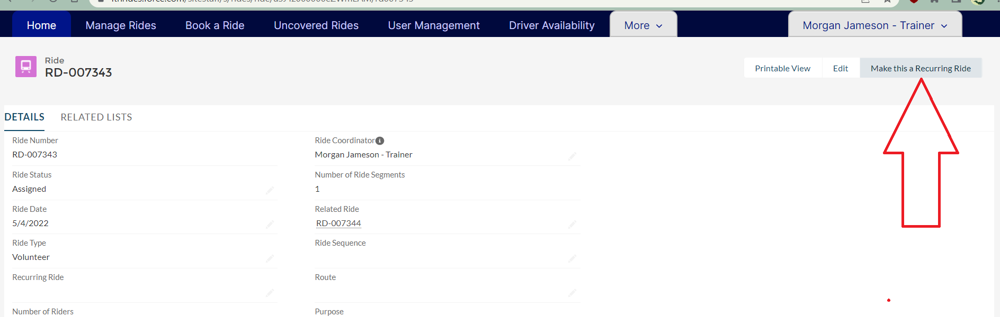 Home Manage Rides Book a Ride Uncovered Rides User Management Driver Availability More Morgan Jameson - Trainer
Ride
RD-007343
Printable View Edit Make this a Recurring Ride
DETAILS RELATED LISTS
Ride Number
RD-007343
Ride Coordinator
Morgan Jameson - Trainer
Ride Status
Assigned
Number of Ride Segments
1
Ride Date
5/4/2022
Related Ride
RD-007344
Ride Type
Volunteer
Ride Sequence
Recurring Ride
Route
Number of Riders
Purpose